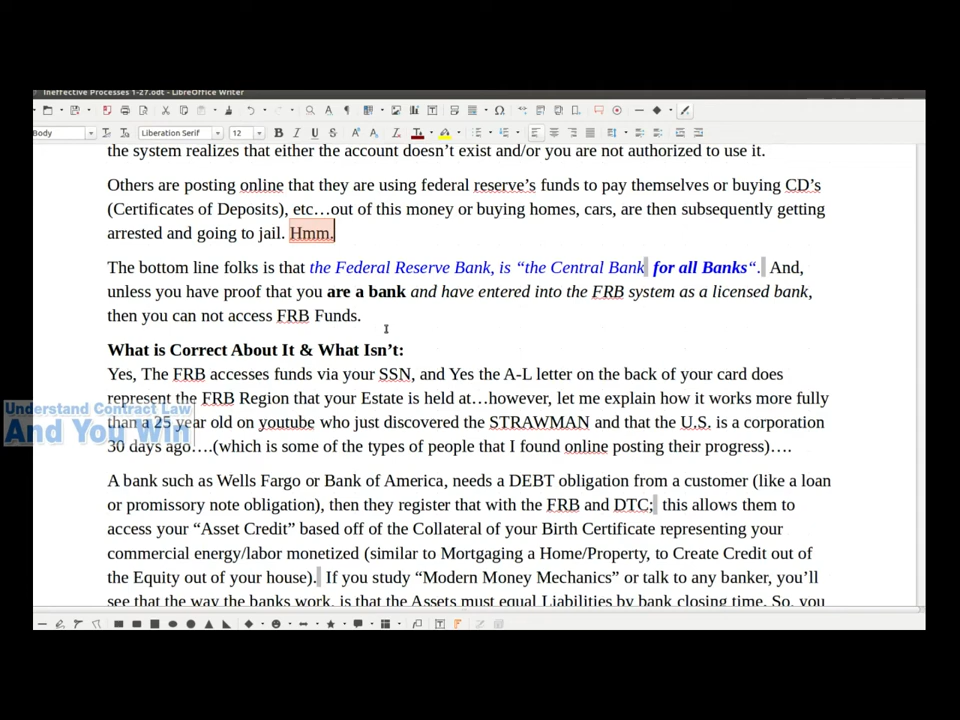 Ineffective Processes 1-27.odt - LibreOffice Writer
Body
Liberation Serif
12
the system realizes that either the account doesn't exist and/or you are not authorized to use it.
Others are posting online that they are using federal reserve's funds to pay themselves or buying CD's
(Certificates of Deposits), etc…out of this money or buying homes, cars, are then subsequently getting
arrested and going to jail. Hmm.
The bottom line folks is that the Federal Reserve Bank, is “the Central Bank for all Banks“. And,
unless you have proof that you are a bank and have entered into the FRB system as a licensed bank,
then you can not access FRB Funds.
What is Correct About It & What Isn't:
Yes, The FRB accesses funds via your SSN, and Yes the A-L letter on the back of your card does
represent the FRB Region that your Estate is held at…however, let me explain how it works more fully
than a 25 year old on youtube who just discovered the STRAWMAN and that the U.S. is a corporation
30 days ago….(which is some of the types of people that I found online posting their progress)….
Understand Contract Law
And You Win
A bank such as Wells Fargo or Bank of America, needs a DEBT obligation from a customer (like a loan
or promissory note obligation), then they register that with the FRB and DTC; this allows them to
access your “Asset Credit” based off of the Collateral of your Birth Certificate representing your
commercial energy/labor monetized (similar to Mortgaging a Home/Property, to Create Credit out of
the Equity out of your house). If you study “Modern Money Mechanics” or talk to any banker, you'll
see that the way the banks work, is that the Assets must equal Liabilities by bank closing time. So, you